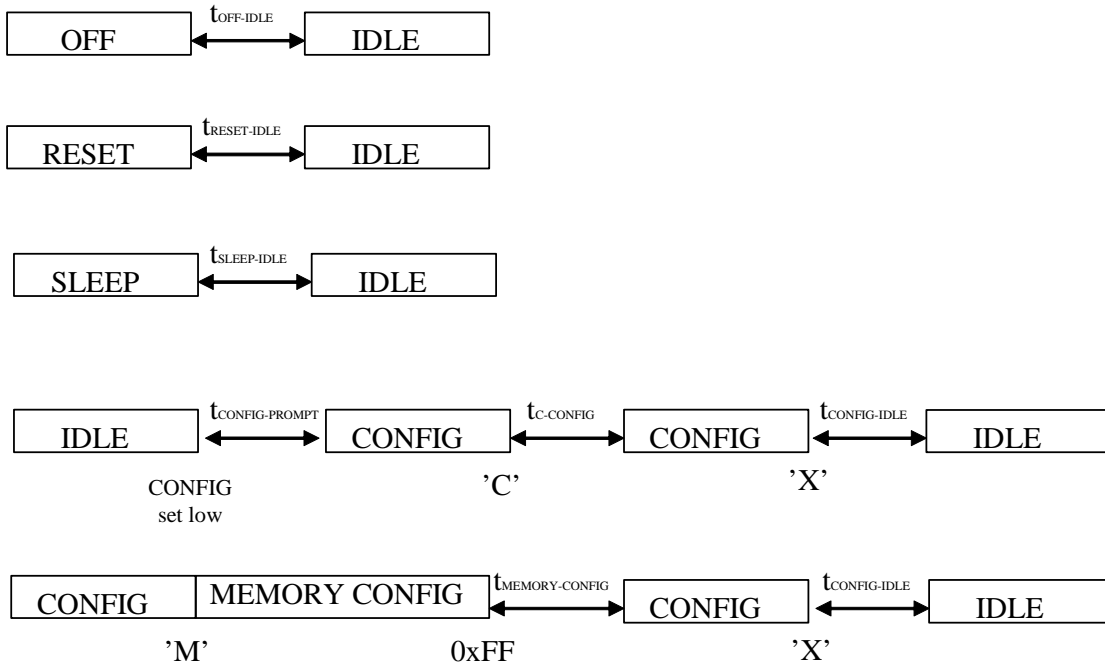 tOFF-IDLE
OFF IDLE
tRESET-IDLE
RESET IDLE
tSLEEP-IDLE
SLEEP IDLE
tCONFIG-PROMPT tC-CONFIG tCONFIG-IDLE
IDLE CONFIG CONFIG IDLE
CONFIG
set low
’C’ ’X’
tMEMORY-CONFIG tCONFIG-IDLE
CONFIG MEMORY CONFIG CONFIG IDLE
’M’ 0xFF ’X’